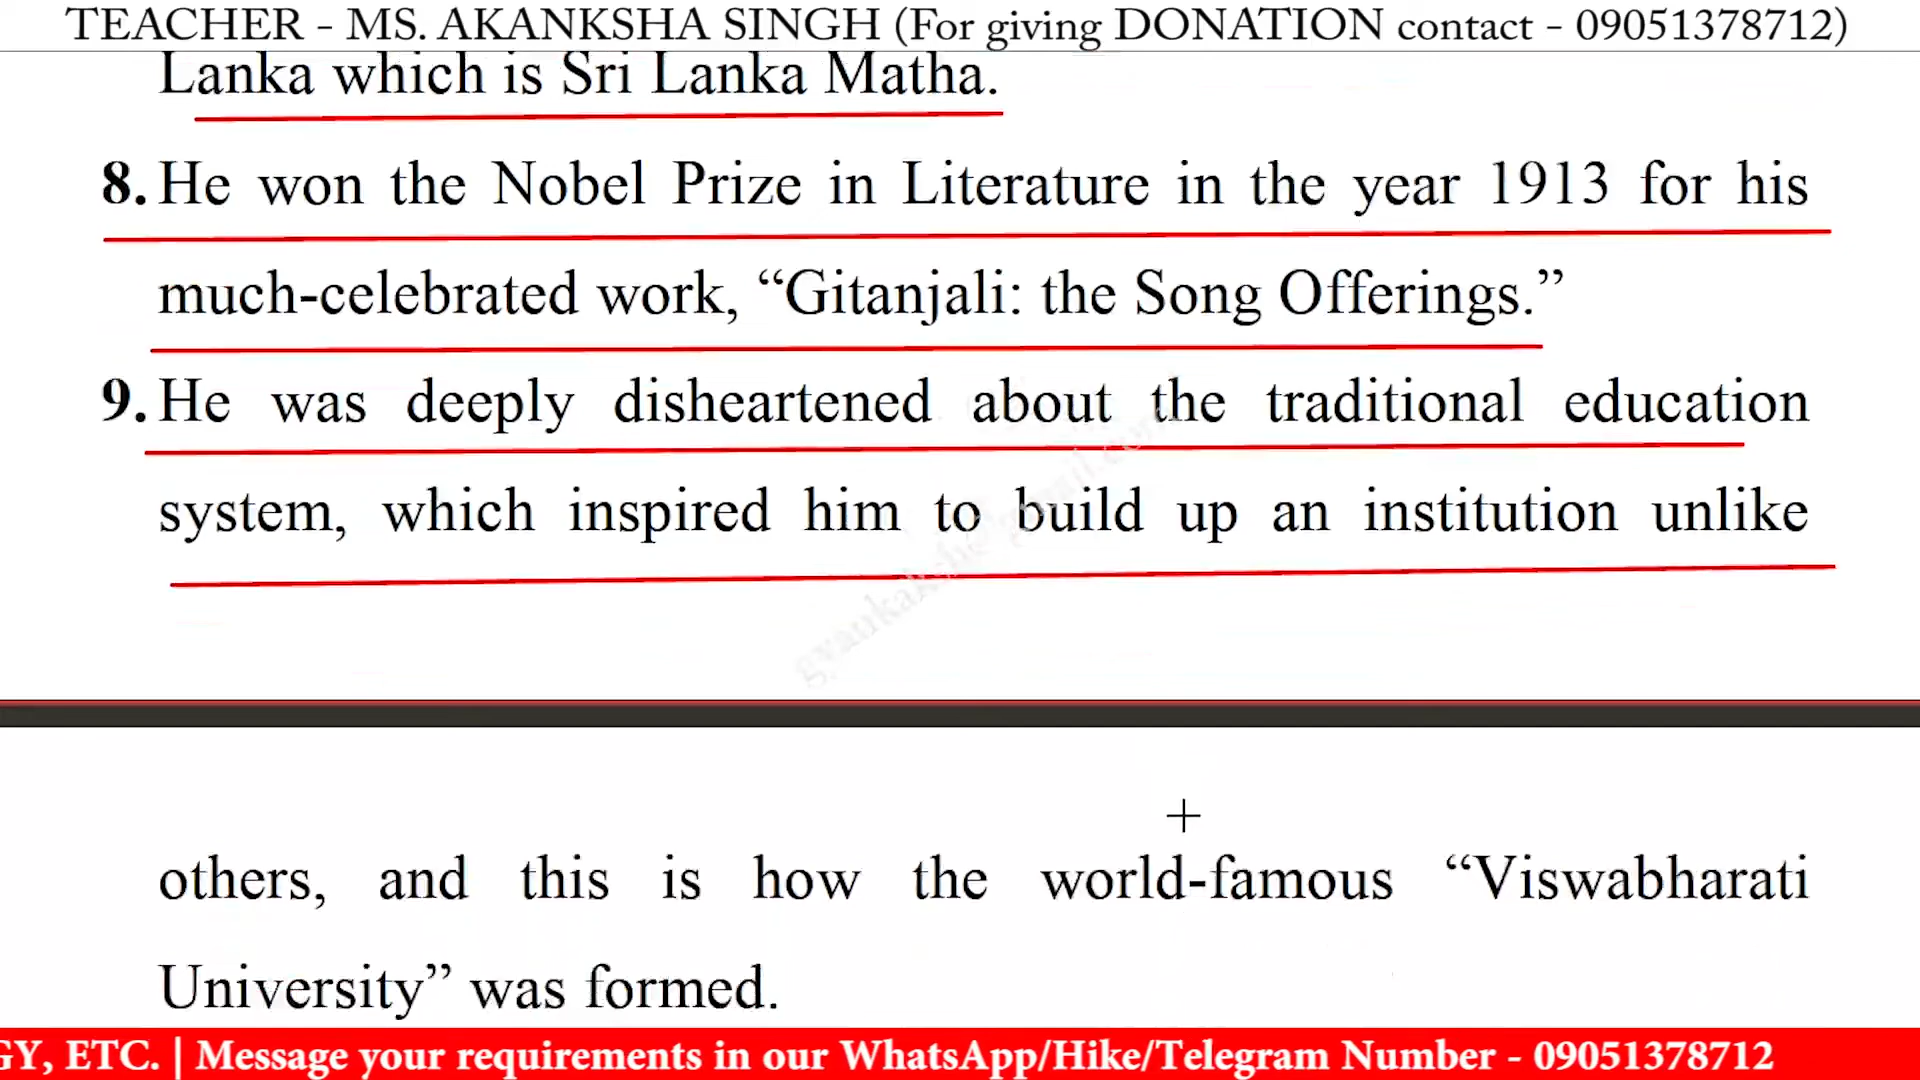 TEACHER - MS. AKANKSHA SINGH (For giving DONATION contact - 09051378712)
Lanka which is Sri Lanka Matha.
8. He won the Nobel Prize in Literature in the year 1913 for his
much-celebrated work, “Gitanjali: the Song Offerings.”
9. He was deeply disheartened about the traditional education
system, which inspired him to build up an institution unlike
others, and this is how the world-famous “Viswabharati
University” was formed.
GY, ETC. | Message your requirements in our WhatsApp/Hike/Telegram Number - 09051378712